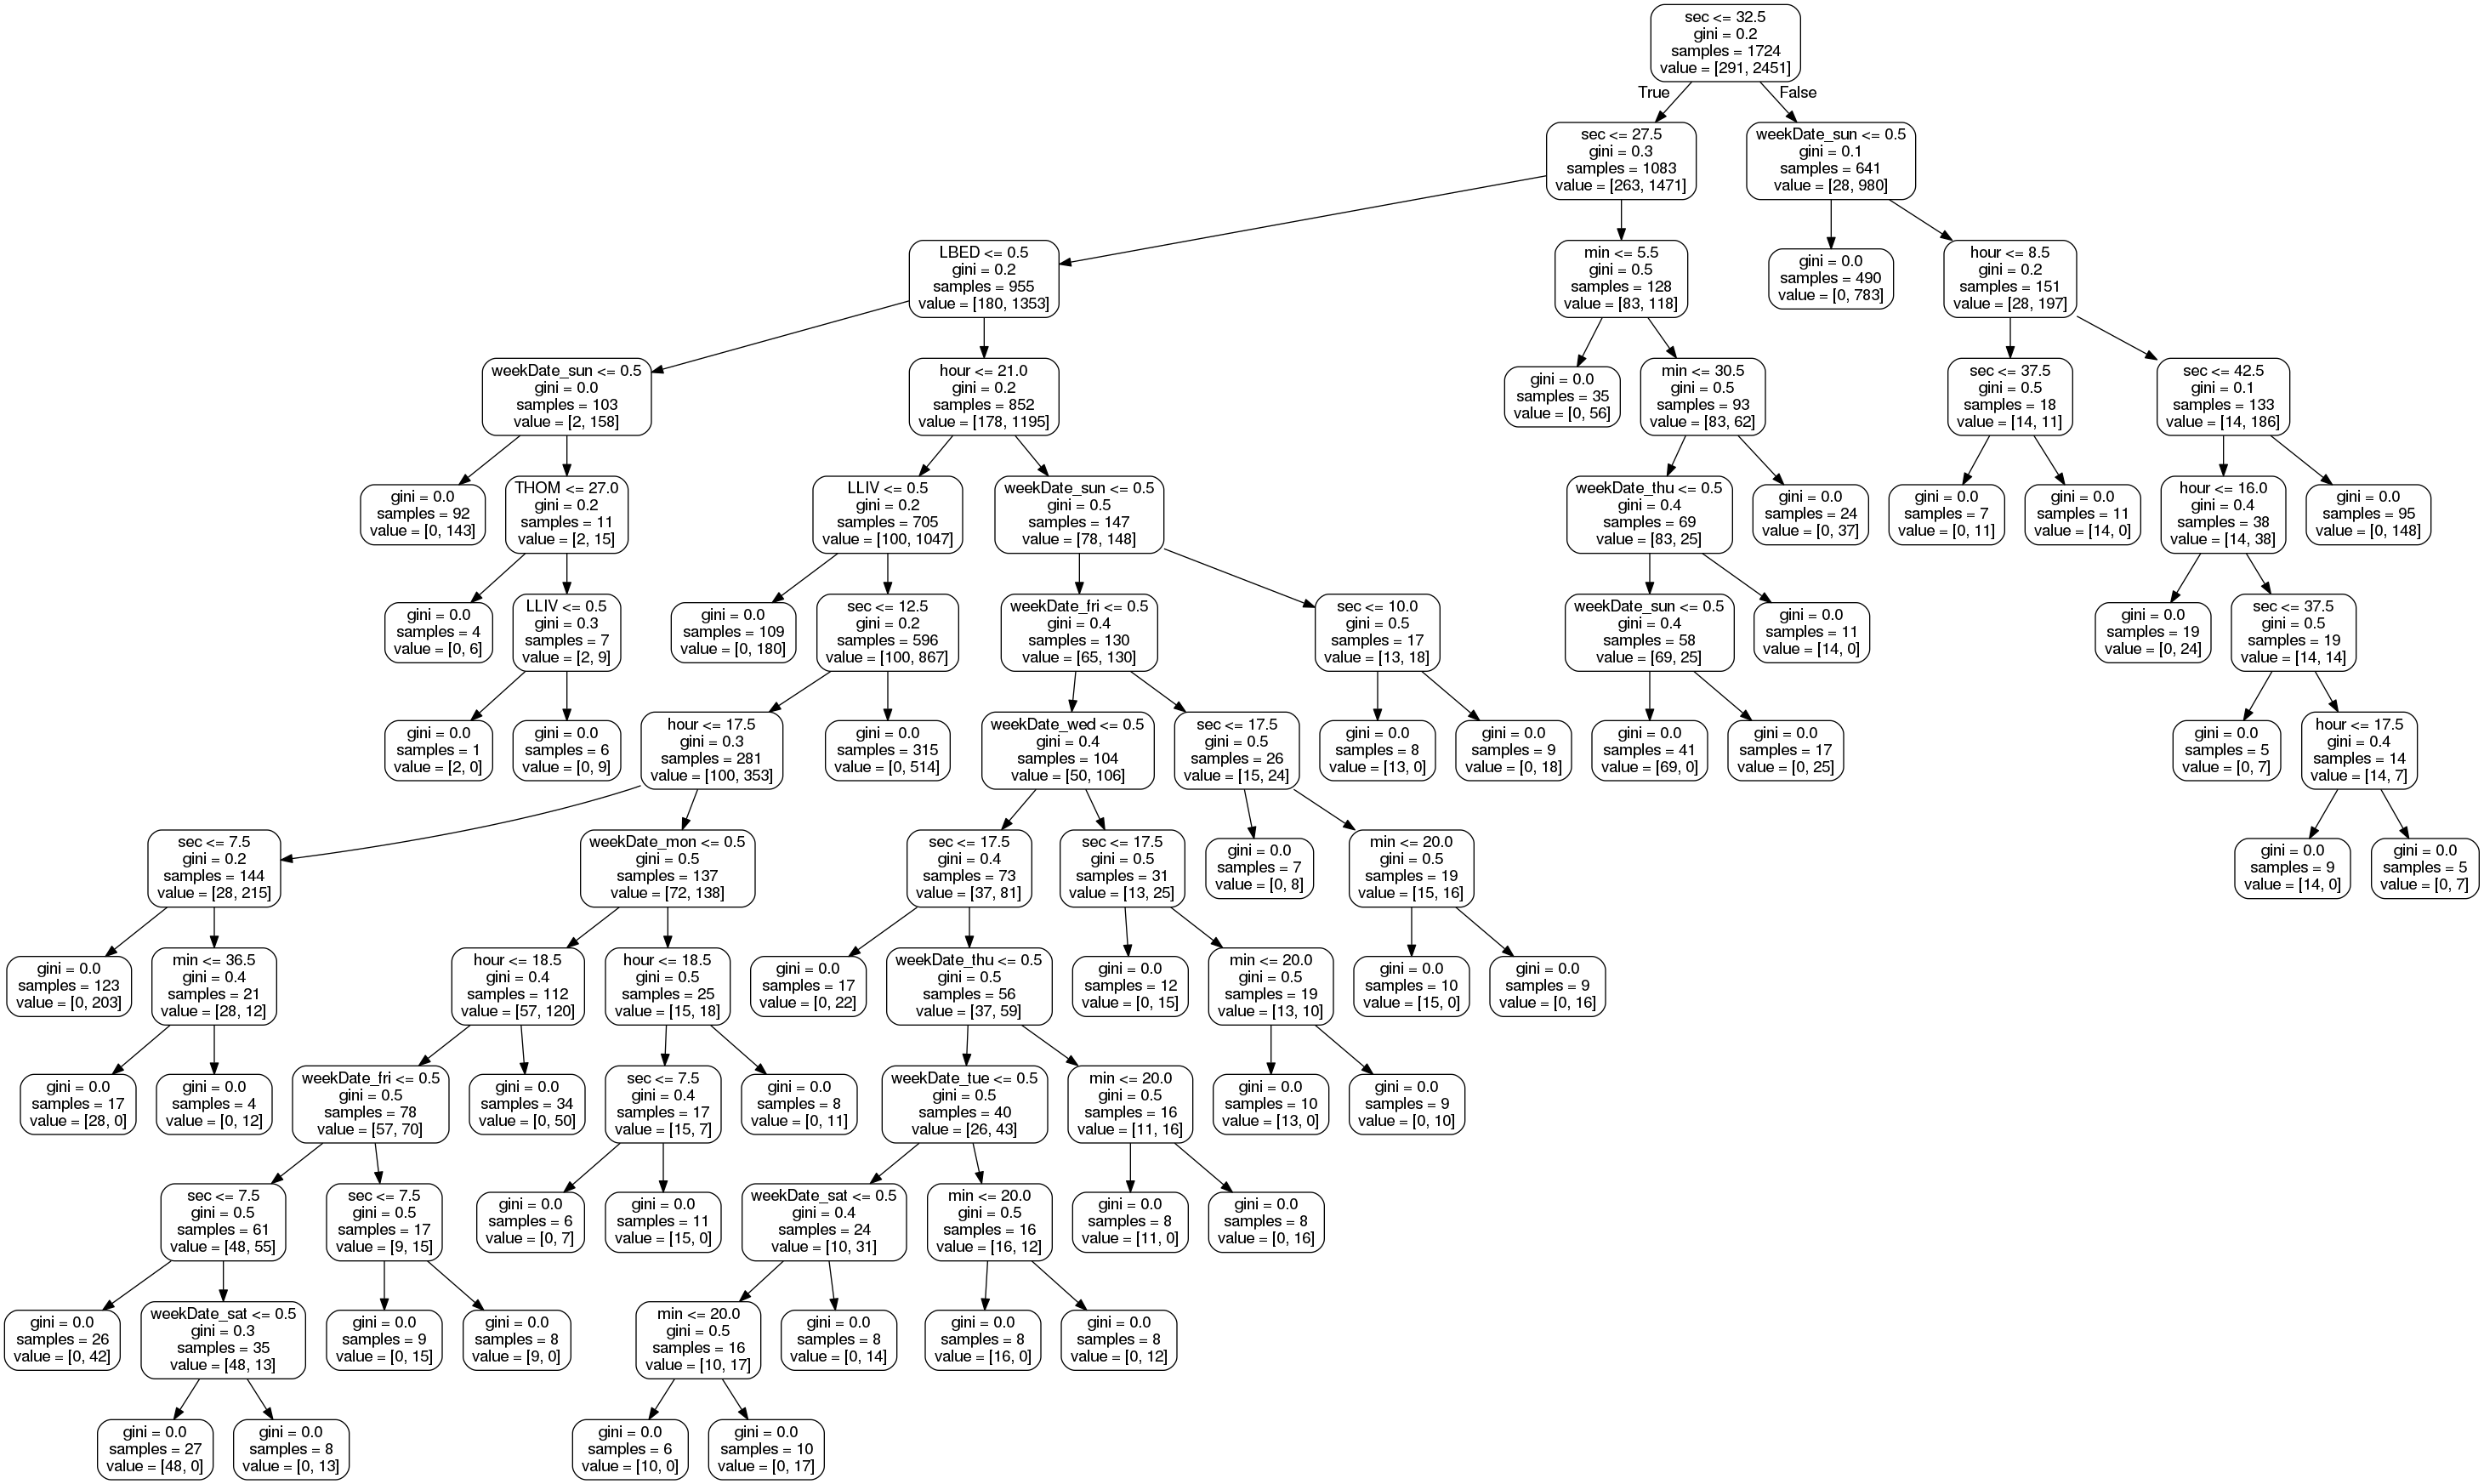 sec <= 32.5
gini = 0.2
samples = 1724
value = [291, 2451]
True
False
sec <= 27.5
gini = 0.3
samples = 1083
value = [263, 1471]
weekDate_sun <= 0.5
gini = 0.1
samples = 641
value = [28, 980]
LBED <= 0.5
gini = 0.2
samples = 955
value = [180, 1353]
min <= 5.5
gini = 0.5
samples = 128
value = [83, 118]
gini = 0.0
samples = 490
value = [0, 783]
hour <= 8.5
gini = 0.2
samples = 151
value = [28, 197]
weekDate_sun <= 0.5
gini = 0.0
samples = 103
value = [2, 158]
hour <= 21.0
gini = 0.2
samples = 852
value = [178, 1195]
gini = 0.0
samples = 35
value = [0, 56]
min <= 30.5
gini = 0.5
samples = 93
value = [83, 62]
sec <= 37.5
gini = 0.5
samples = 18
value = [14, 11]
sec <= 42.5
gini = 0.1
samples = 133
value = [14, 186]
gini = 0.0
samples = 92
value = [0, 143]
THOM <= 27.0
gini = 0.2
samples = 11
value = [2, 15]
LLIV <= 0.5
gini = 0.2
samples = 705
value = [100, 1047]
weekDate_sun <= 0.5
gini = 0.5
samples = 147
value = [78, 148]
weekDate_thu <= 0.5
gini = 0.4
samples = 69
value = [83, 25]
gini = 0.0
samples = 24
value = [0, 37]
gini = 0.0
samples = 7
value = [0, 11]
gini = 0.0
samples = 11
value = [14, 0]
hour <= 16.0
gini = 0.4
samples = 38
value = [14, 38]
gini = 0.0
samples = 95
value = [0, 148]
gini = 0.0
samples = 4
value = [0, 6]
LLIV <= 0.5
gini = 0.3
samples = 7
value = [2, 9]
gini = 0.0
samples = 109
value = [0, 180]
sec <= 12.5
gini = 0.2
samples = 596
value = [100, 867]
weekDate_fri <= 0.5
gini = 0.4
samples = 130
value = [65, 130]
sec <= 10.0
gini = 0.5
samples = 17
value = [13, 18]
weekDate_sun <= 0.5
gini = 0.4
samples = 58
value = [69, 25]
gini = 0.0
samples = 11
value = [14, 0]
gini = 0.0
samples = 19
value = [0, 24]
sec <= 37.5
gini = 0.5
samples = 19
value = [14, 14]
gini = 0.0
samples = 1
value = [2, 0]
gini = 0.0
samples = 6
value = [0, 9]
hour <= 17.5
gini = 0.3
samples = 281
value = [100, 353]
gini = 0.0
samples = 315
value = [0, 514]
weekDate_wed <= 0.5
gini = 0.4
samples = 104
value = [50, 106]
sec <= 17.5
gini = 0.5
samples = 26
value = [15, 24]
gini = 0.0
samples = 8
value = [13, 0]
gini = 0.0
samples = 9
value = [0, 18]
gini = 0.0
samples = 41
value = [69, 0]
gini = 0.0
samples = 17
value = [0, 25]
gini = 0.0
samples = 5
value = [0, 7]
hour <= 17.5
gini = 0.4
samples = 14
value = [14, 7]
sec <= 7.5
gini = 0.2
samples = 144
value = [28, 215]
weekDate_mon <= 0.5
gini = 0.5
samples = 137
value = [72, 138]
sec <= 17.5
gini = 0.4
samples = 73
value = [37, 81]
sec <= 17.5
gini = 0.5
samples = 31
value = [13, 25]
gini = 0.0
samples = 7
value = [0, 8]
min <= 20.0
gini = 0.5
samples = 19
value = [15, 16]
gini = 0.0
samples = 9
value = [14, 0]
gini = 0.0
samples = 5
value = [0, 7]
gini = 0.0
samples = 123
value = [0, 203]
min <= 36.5
gini = 0.4
samples = 21
value = [28, 12]
hour <= 18.5
gini = 0.4
samples = 112
value = [57, 120]
hour <= 18.5
gini = 0.5
samples = 25
value = [15, 18]
gini = 0.0
samples = 17
value = [0, 22]
weekDate_thu <= 0.5
gini = 0.5
samples = 56
value = [37, 59]
gini = 0.0
samples = 12
value = [0, 15]
min <= 20.0
gini = 0.5
samples = 19
value = [13, 10]
gini = 0.0
samples = 10
value = [15, 0]
gini = 0.0
samples = 9
value = [0, 16]
gini = 0.0
samples = 17
value = [28, 0]
gini = 0.0
samples = 4
value = [0, 12]
weekDate_fri <= 0.5
gini = 0.5
samples = 78
value = [57, 70]
gini = 0.0
samples = 34
value = [0, 50]
sec <= 7.5
gini = 0.4
samples = 17
value = [15, 7]
gini = 0.0
samples = 8
value = [0, 11]
weekDate_tue <= 0.5
gini = 0.5
samples = 40
value = [26, 43]
min <= 20.0
gini = 0.5
samples = 16
value = [11, 16]
gini = 0.0
samples = 10
value = [13, 0]
gini = 0.0
samples = 9
value = [0, 10]
sec <= 7.5
gini = 0.5
samples = 61
value = [48, 55]
sec <= 7.5
gini = 0.5
samples = 17
value = [9, 15]
gini = 0.0
samples = 6
value = [0, 7]
gini = 0.0
samples = 11
value = [15, 0]
weekDate_sat <= 0.5
gini = 0.4
samples = 24
value = [10, 31]
min <= 20.0
gini = 0.5
samples = 16
value = [16, 12]
gini = 0.0
samples = 8
value = [11, 0]
gini = 0.0
samples = 8
value = [0, 16]
gini = 0.0
samples = 26
value = [0, 42]
weekDate_sat <= 0.5
gini = 0.3
samples = 35
value = [48, 13]
gini = 0.0
samples = 9
value = [0, 15]
gini = 0.0
samples = 8
value = [9, 0]
min <= 20.0
gini = 0.5
samples = 16
value = [10, 17]
gini = 0.0
samples = 8
value = [0, 14]
gini = 0.0
samples = 8
value = [16, 0]
gini = 0.0
samples = 8
value = [0, 12]
gini = 0.0
samples = 27
value = [48, 0]
gini = 0.0
samples = 8
value = [0, 13]
gini = 0.0
samples = 6
value = [10, 0]
gini = 0.0
samples = 10
value = [0, 17]